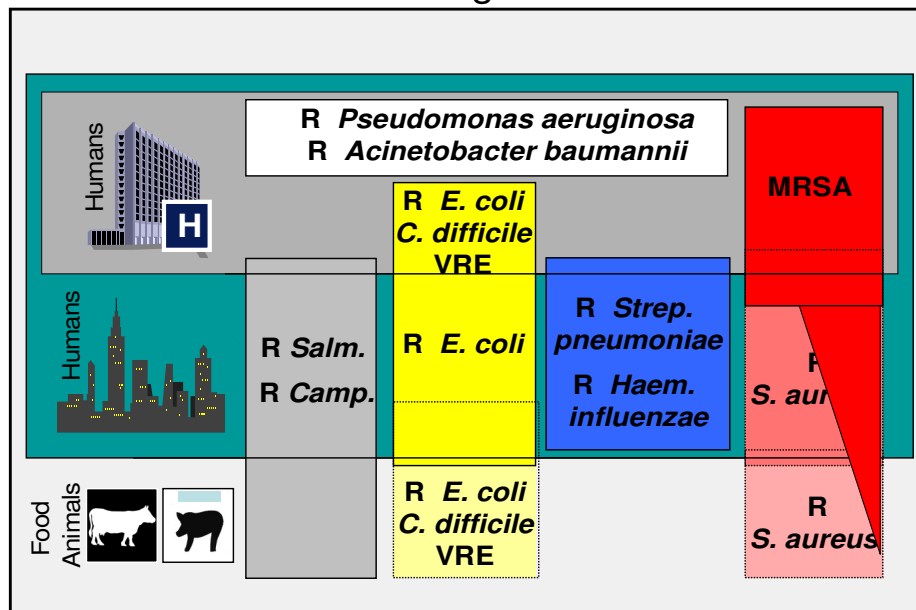 Humans
H
R Pseudomonas aeruginosa
R Acinetobacter baumannii
R E. coli
C. difficile
VRE
MRSA
Humans
R Salm.
R Camp.
R E. coli
R Strep.
pneumoniae
R Haem.
influenzae
R
S. aur
Food
Animals
R E. coli
C. difficile
VRE
R
S. aureus